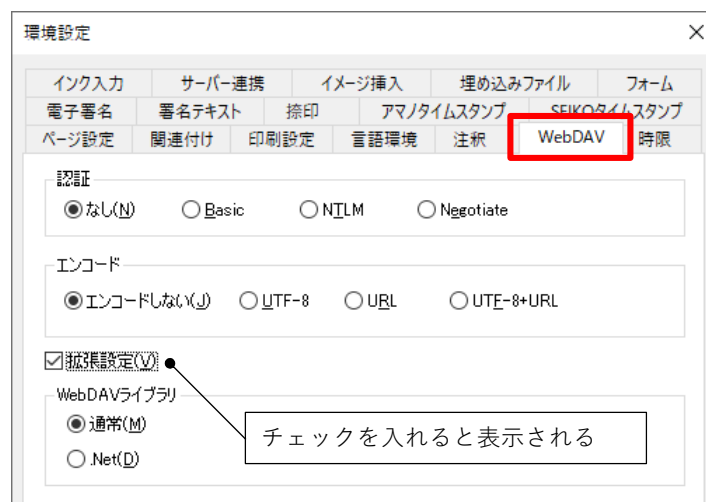 環境設定
インク入力 サーバー連携 イメージ挿入 埋め込みファイル フォーム
電子署名 署名テキスト 捺印 アマノタイムスタンプ SEIKOタイムスタンプ
ページ設定 関連付け 印刷設定 言語環境 注釈 WebDAV 時限
認証
なし(N) Basic NTLM Negotiate
エンコード
エンコードしない(J) UTF-8 URL UTF-8+URL
拡張設定(V)
WebDAVライブラリ
通常(M)
チェックを入れると表示される
.Net(D)